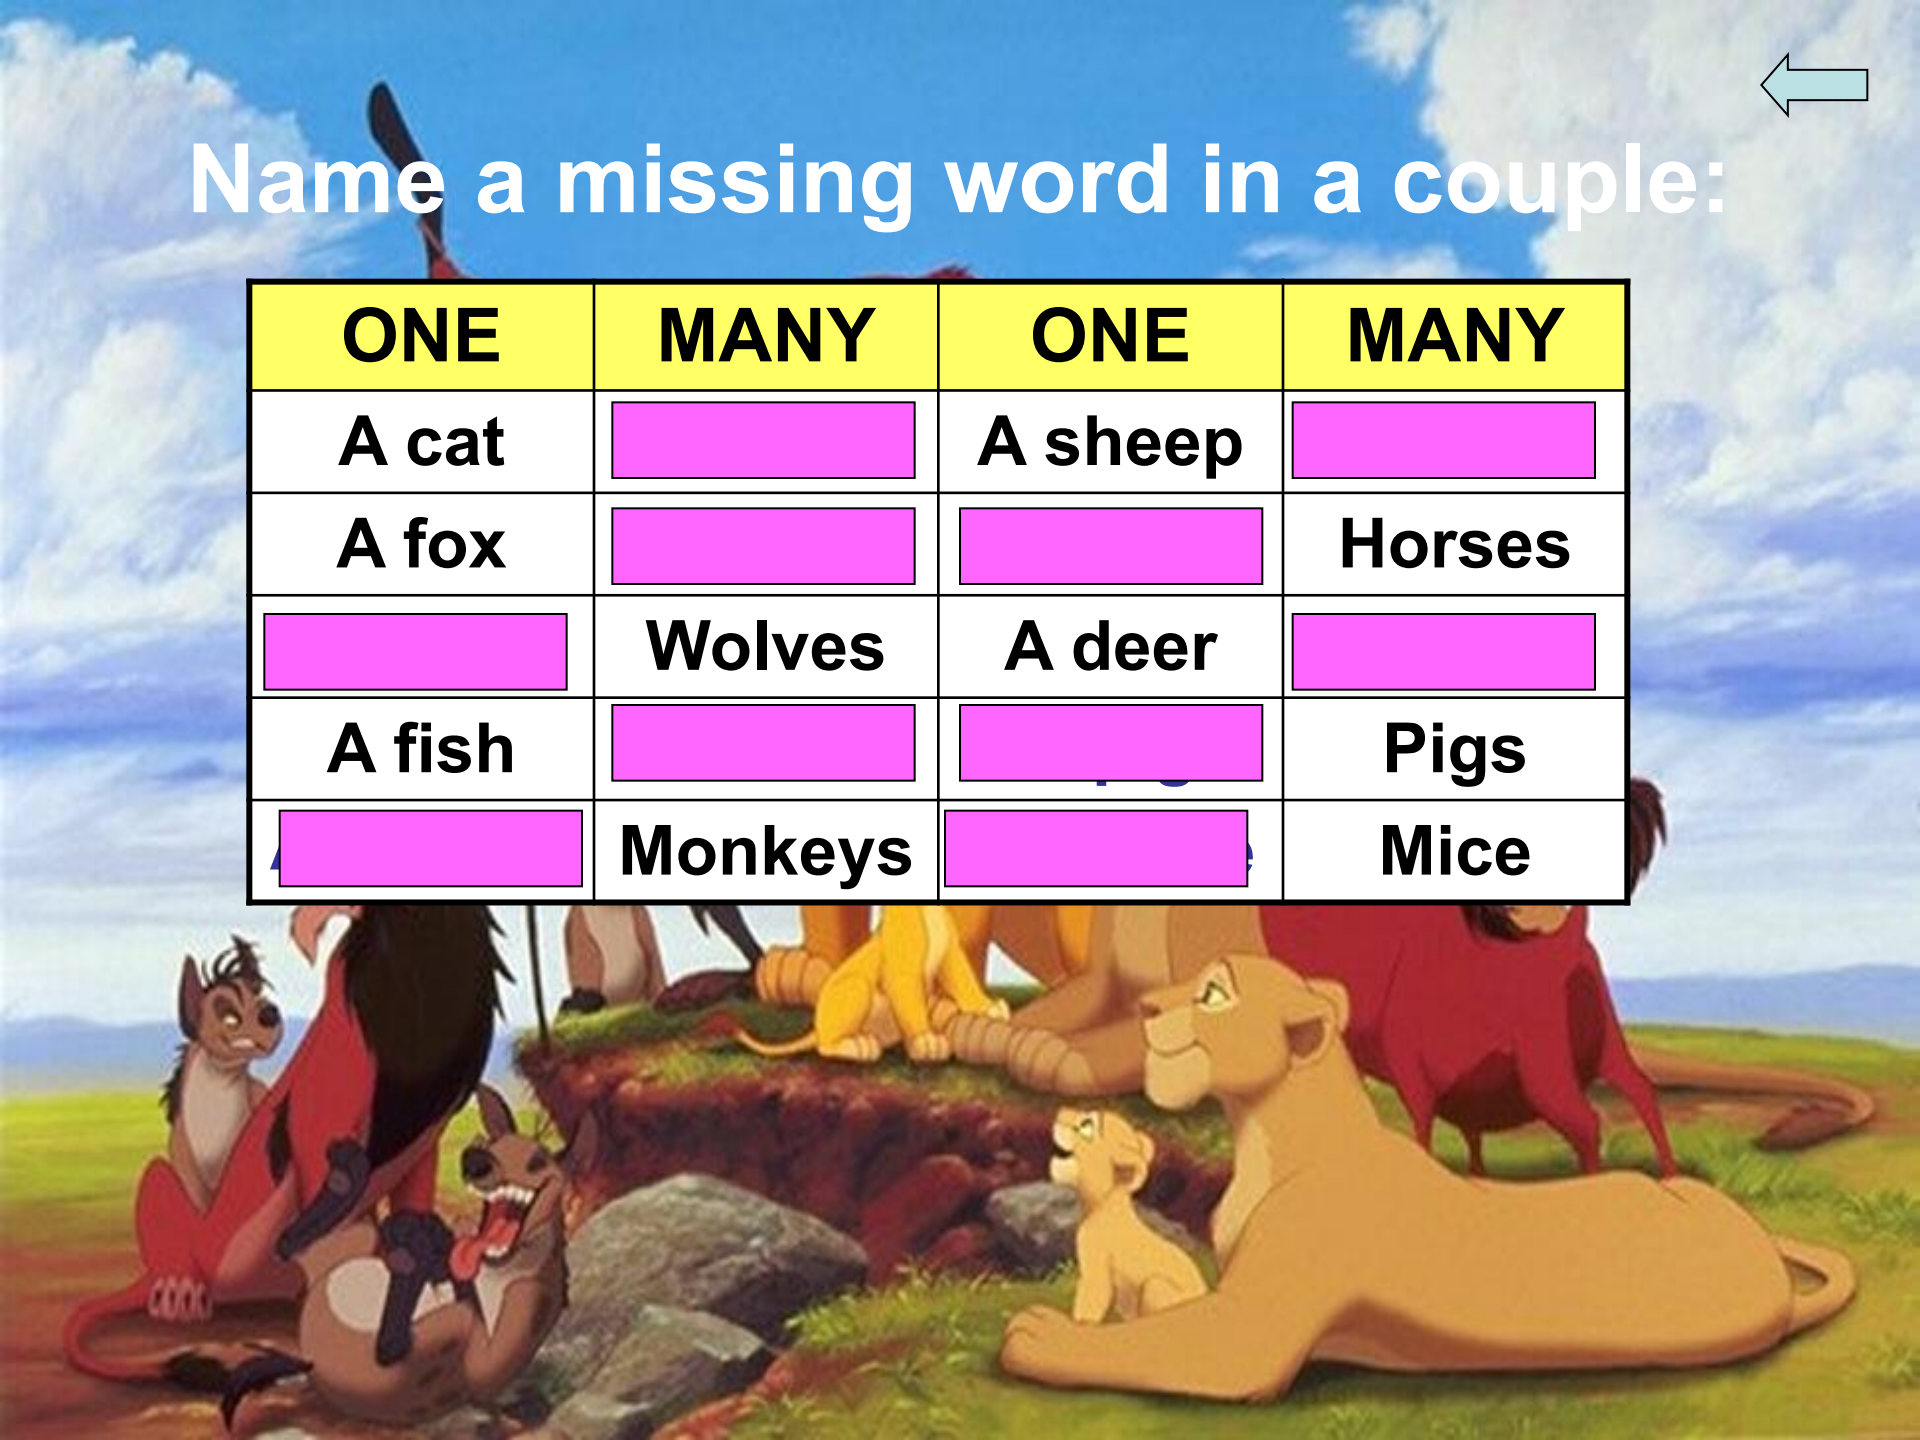 Name a missing word in a couple:
ONE MANY ONE MANY
A cat A sheep
A fox Horses
Wolves A deer
A fish Pigs
Monkeys Mice